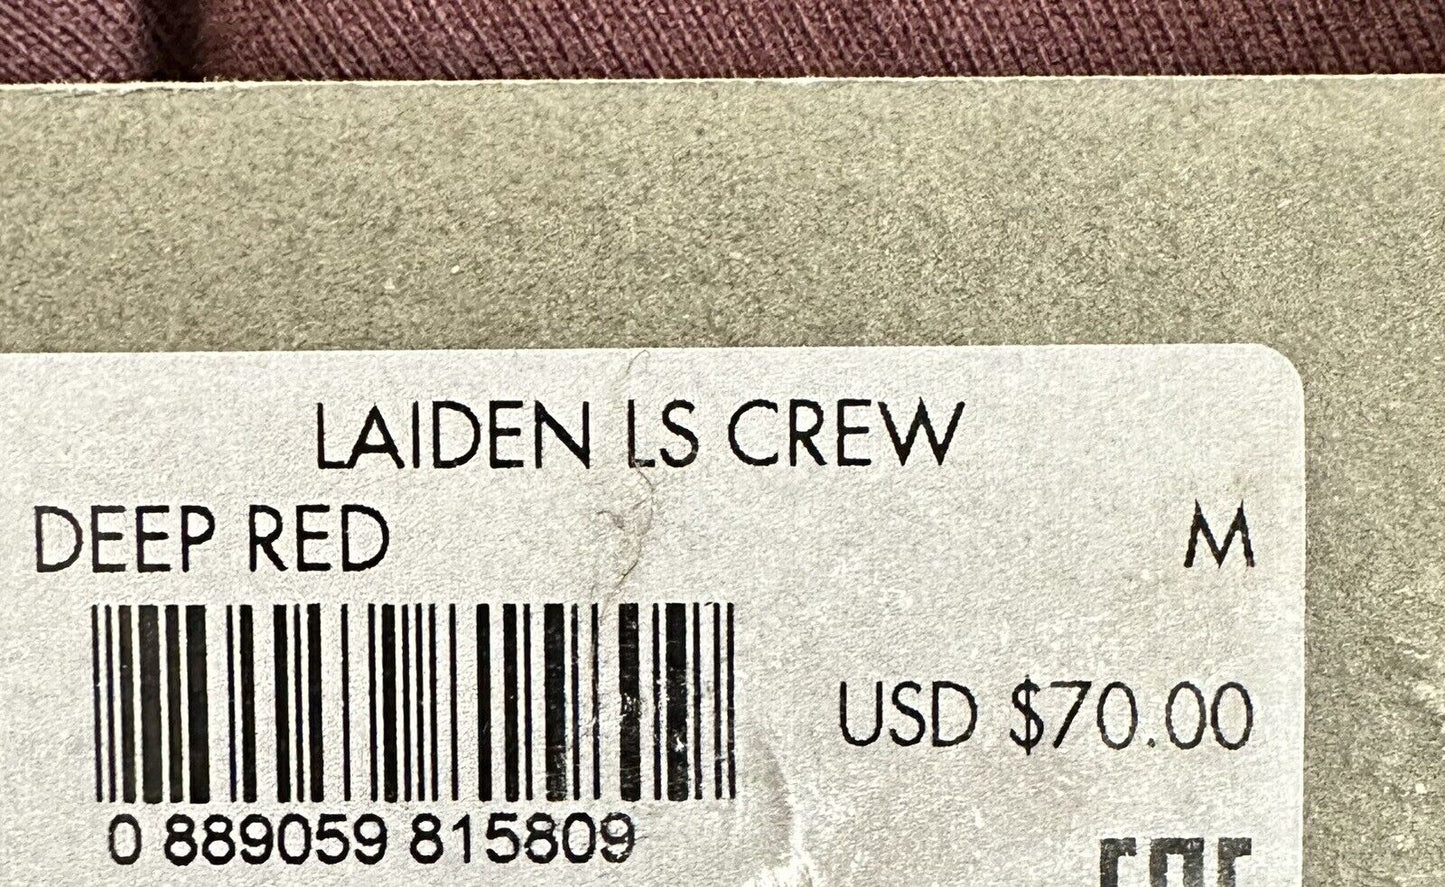 LAIDEN LS CREW
DEEP RED M
USD $70.00
0 889059 815809